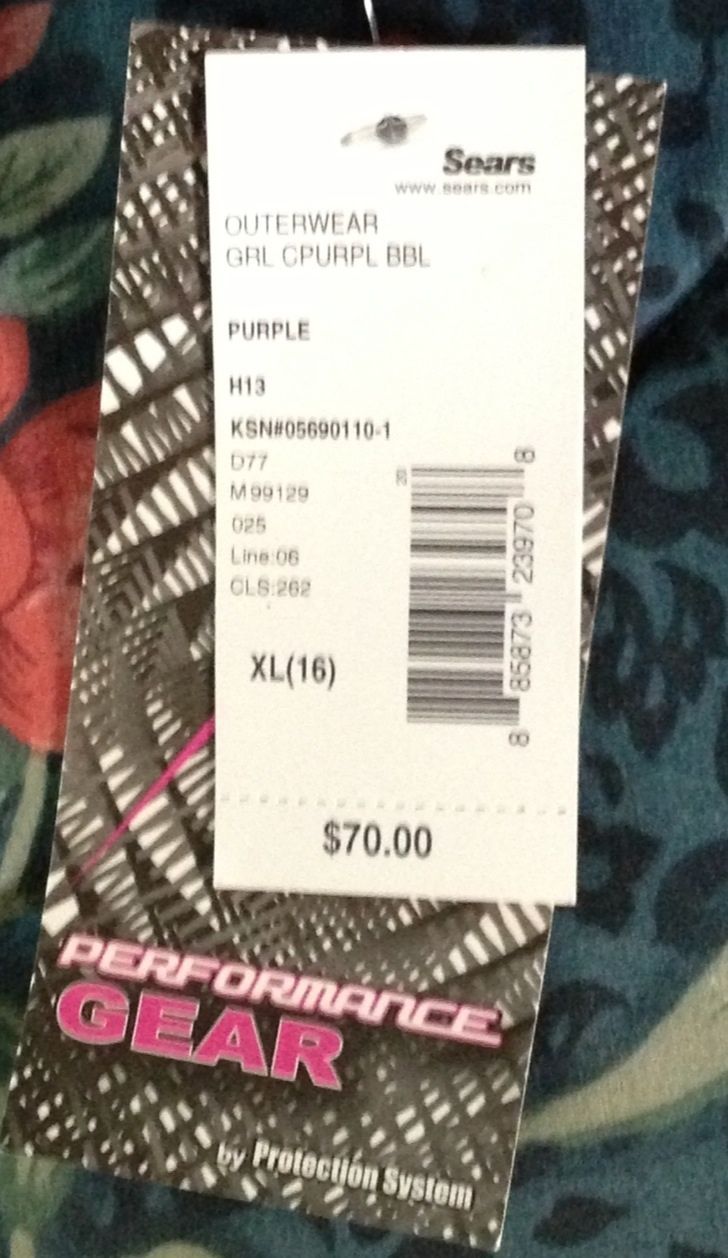 Sears
www.sears.com
OUTERWEAR
GRL CPURPL BBL
PURPLE
H13
KSN#05690110-1
D77
M99129
025
Line:06
CLS:262
20
8 85873 23970 8
XL(16)
$70.00
PERFORMANCE
GEAR
by Protection System